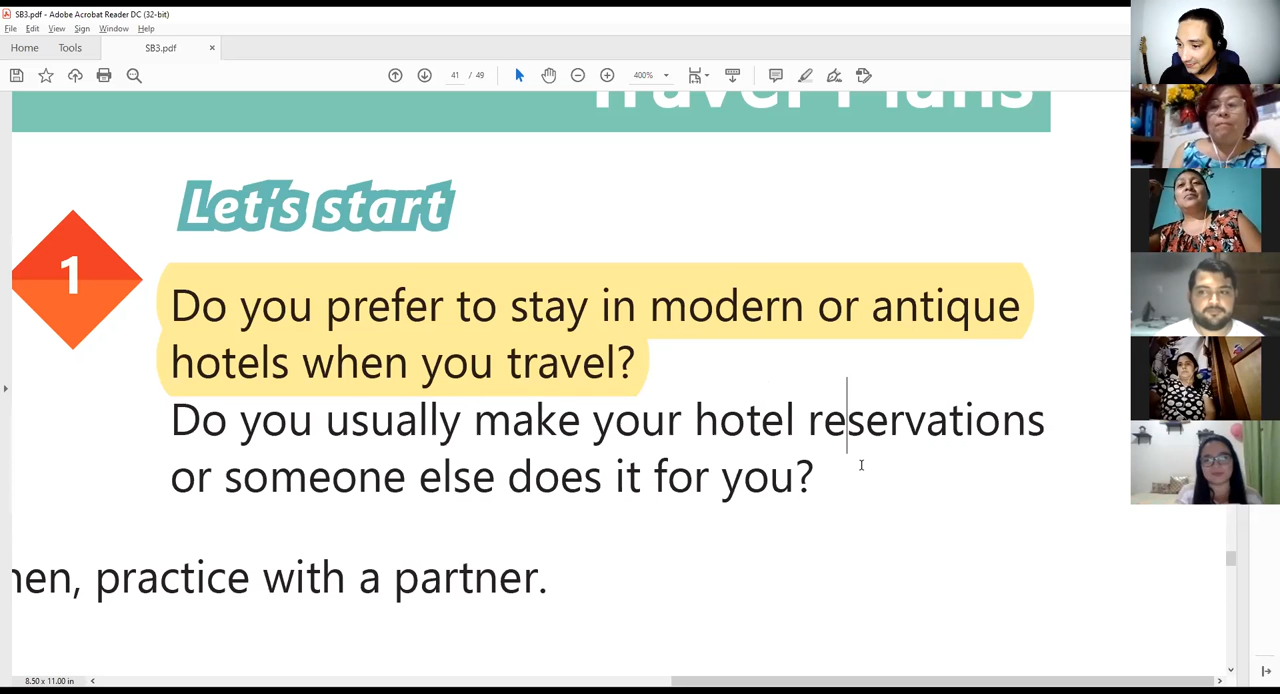 SB3.pdf - Adobe Acrobat Reader DC (32-bit)
File Edit View Sign Window Help
Home Tools SB3.pdf ×
41 / 49 400%
Travel Plans
Let's start
1
Do you prefer to stay in modern or antique
hotels when you travel?
Do you usually make your hotel reservations
or someone else does it for you?
hen, practice with a partner.
8.50 x 11.00 in